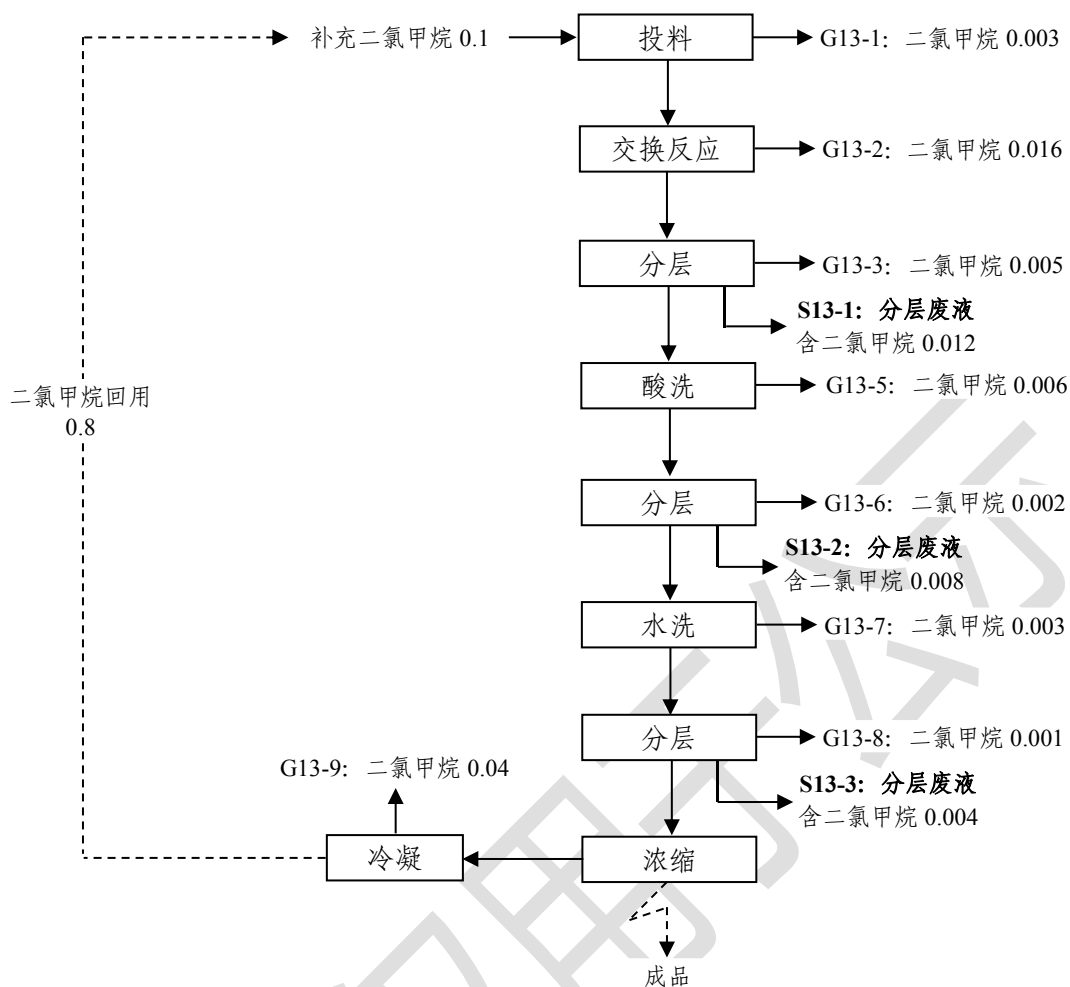 补充二氯甲烷 0.1
投料
G13-1: 二氯甲烷 0.003
交换反应
G13-2: 二氯甲烷 0.016
分层
G13-3: 二氯甲烷 0.005
S13-1: 分层废液
含二氯甲烷 0.012
酸洗
G13-5: 二氯甲烷 0.006
二氯甲烷回用
0.8
分层
G13-6: 二氯甲烷 0.002
S13-2: 分层废液
含二氯甲烷 0.008
水洗
G13-7: 二氯甲烷 0.003
分层
G13-8: 二氯甲烷 0.001
G13-9: 二氯甲烷 0.04
S13-3: 分层废液
含二氯甲烷 0.004
冷凝
浓缩
成品
仅用于公示